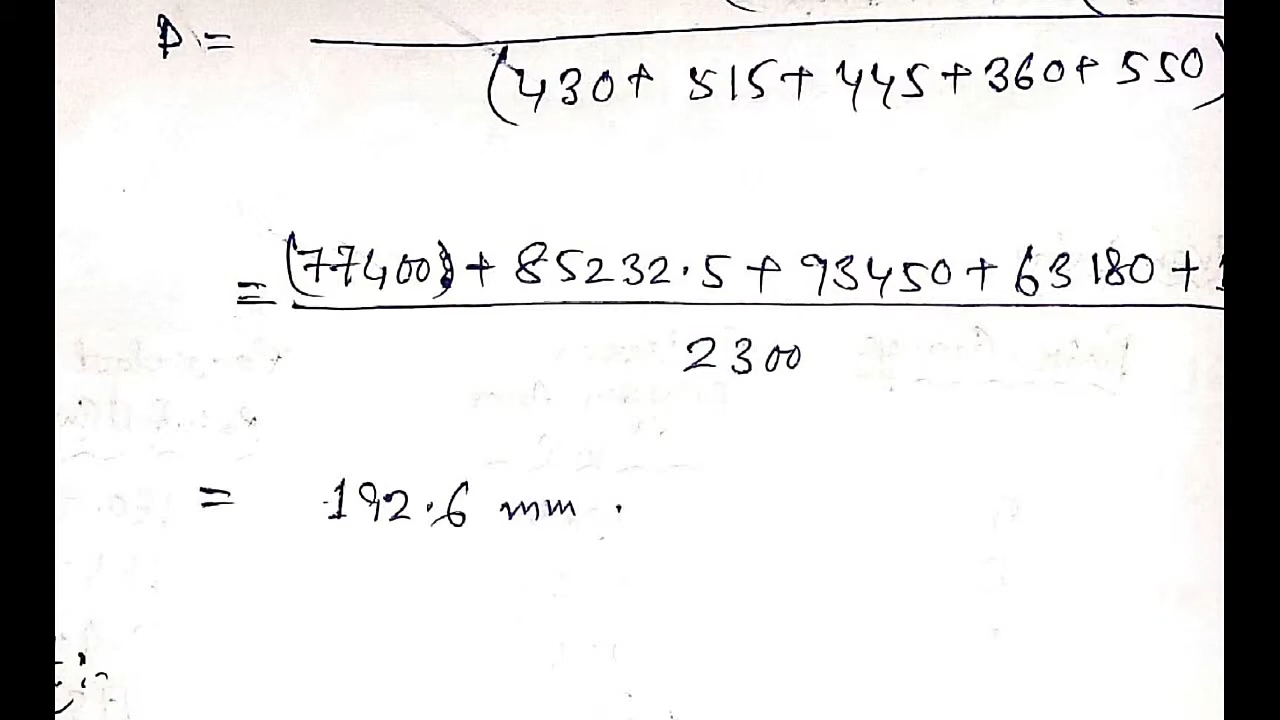 P =
(430 + 515 + 445 + 360 + 550)
= (77400) + 85232.5 + 93450 + 63180 +
2300
= 192.6 mm.